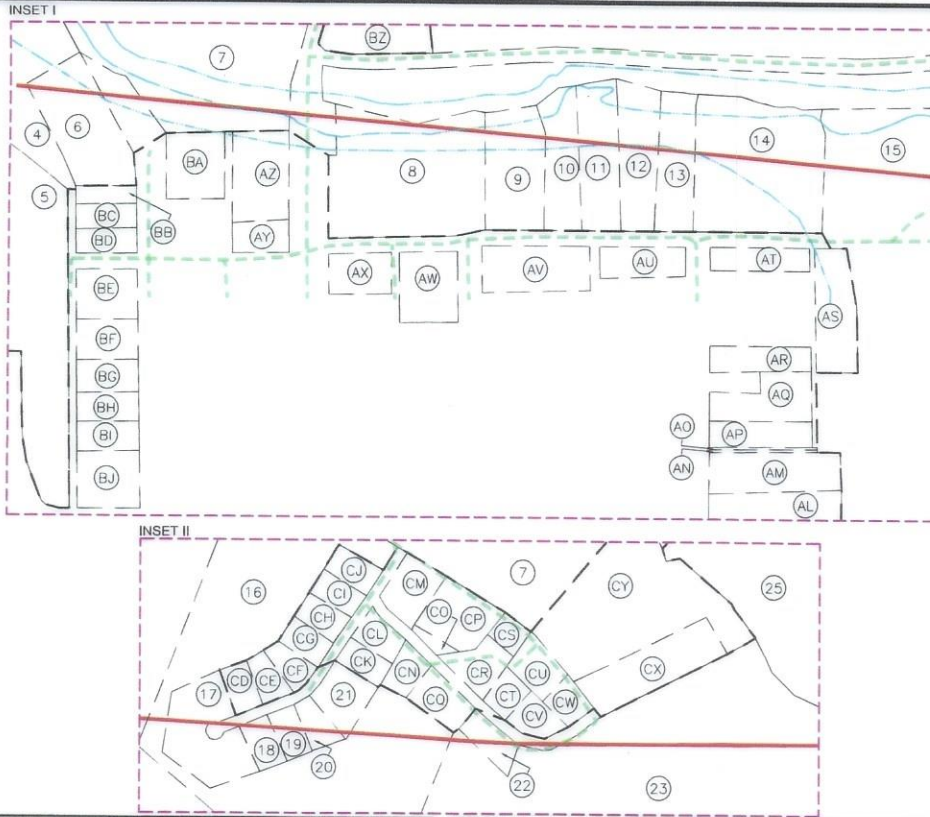 INSET I
BZ
7
4
6
BA
AZ
8
9
10
11
12
13
14
15
5
BC
BB
BD
AY
AX
AW
AV
AU
AT
BE
AS
BF
AR
BG
AQ
BH
AO
BI
AP
AN
AM
BJ
AL
INSET II
CJ
7
16
CI
CM
CY
25
CH
CO
CP
CG
CL
CS
CF
CK
CN
CR
CU
CX
CD
CE
17
21
CQ
CT
CW
CV
18
19
20
22
23